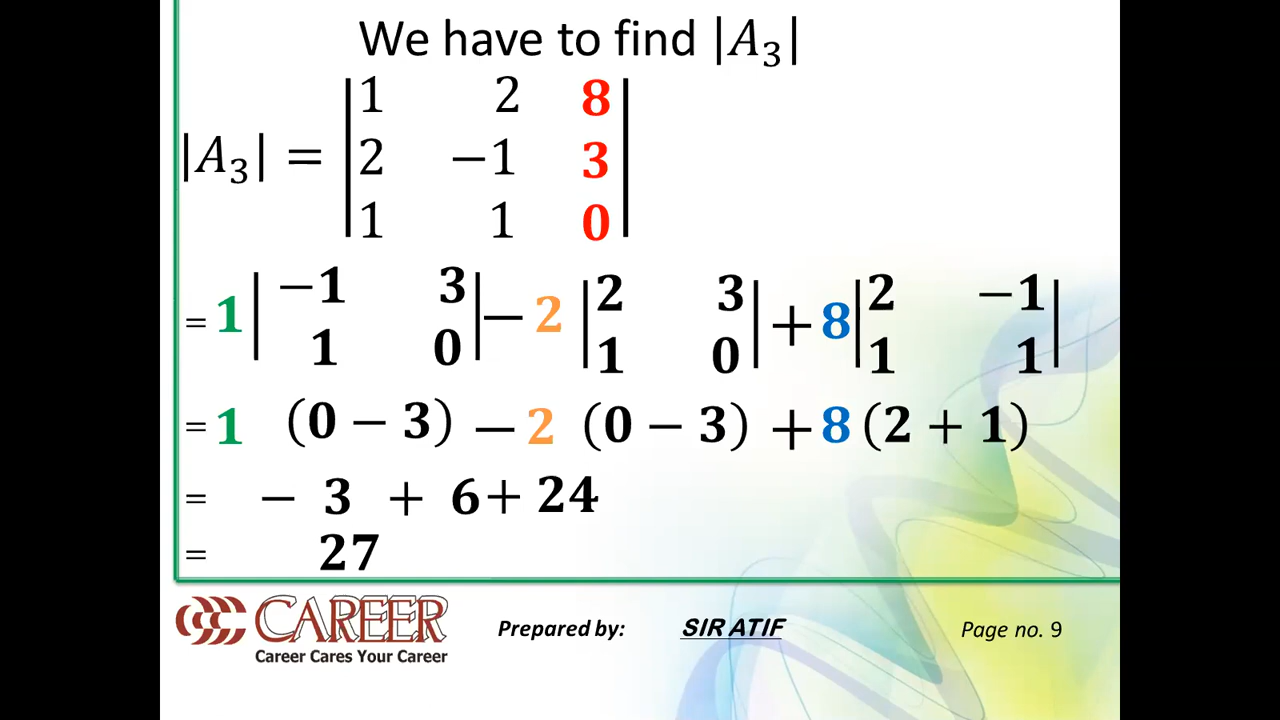 We have to find |A₃|
|A₃| = | 1 2 8 |
| 2 −1 3 |
| 1 1 0 |
= 1 | −1 3 | − 2 | 2 3 | + 8 | 2 −1 |
| 1 0 | | 1 0 | | 1 1 |
= 1 (0 − 3) − 2 (0 − 3) + 8 (2 + 1)
= − 3 + 6 + 24
= 27
CAREER
Career Cares Your Career
Prepared by: SIR ATIF Page no. 9